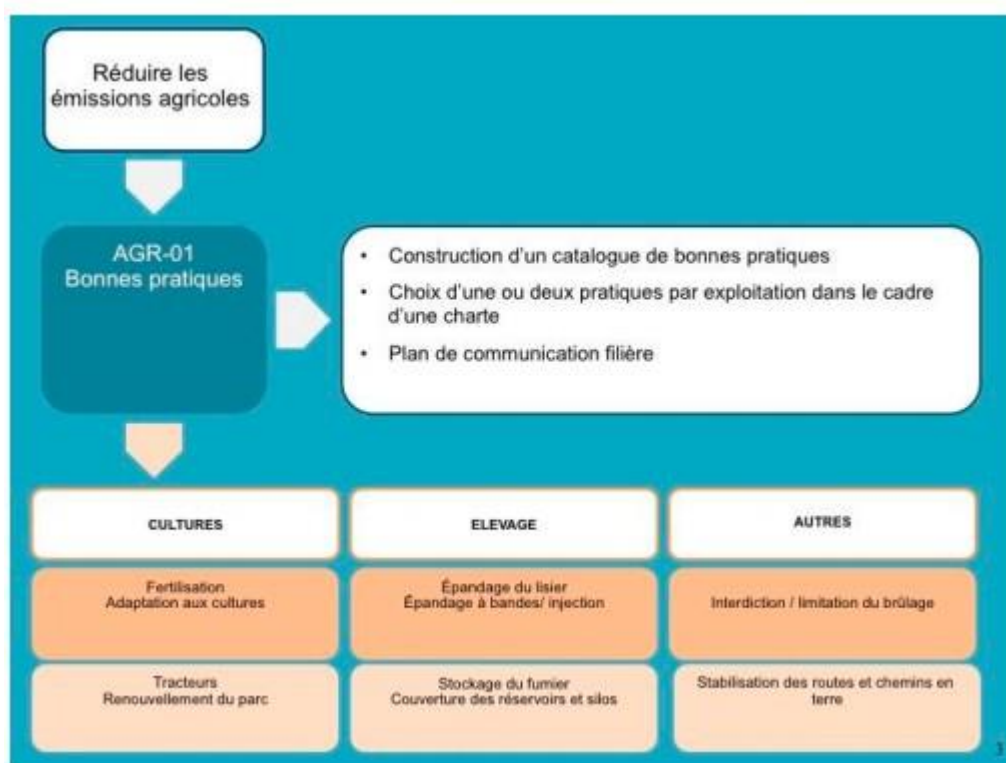 Réduire les
émissions agricoles
AGR-01
Bonnes pratiques
• Construction d'un catalogue de bonnes pratiques
• Choix d'une ou deux pratiques par exploitation dans le cadre
d'une charte
• Plan de communication filière
CULTURES
ELEVAGE
AUTRES
Fertilisation
Adaptation aux cultures
Épandage du lisier
Épandage à bandes/ injection
Interdiction / limitation du brûlage
Tracteurs
Renouvellement du parc
Stockage du fumier
Couverture des réservoirs et silos
Stabilisation des routes et chemins en
terre
3